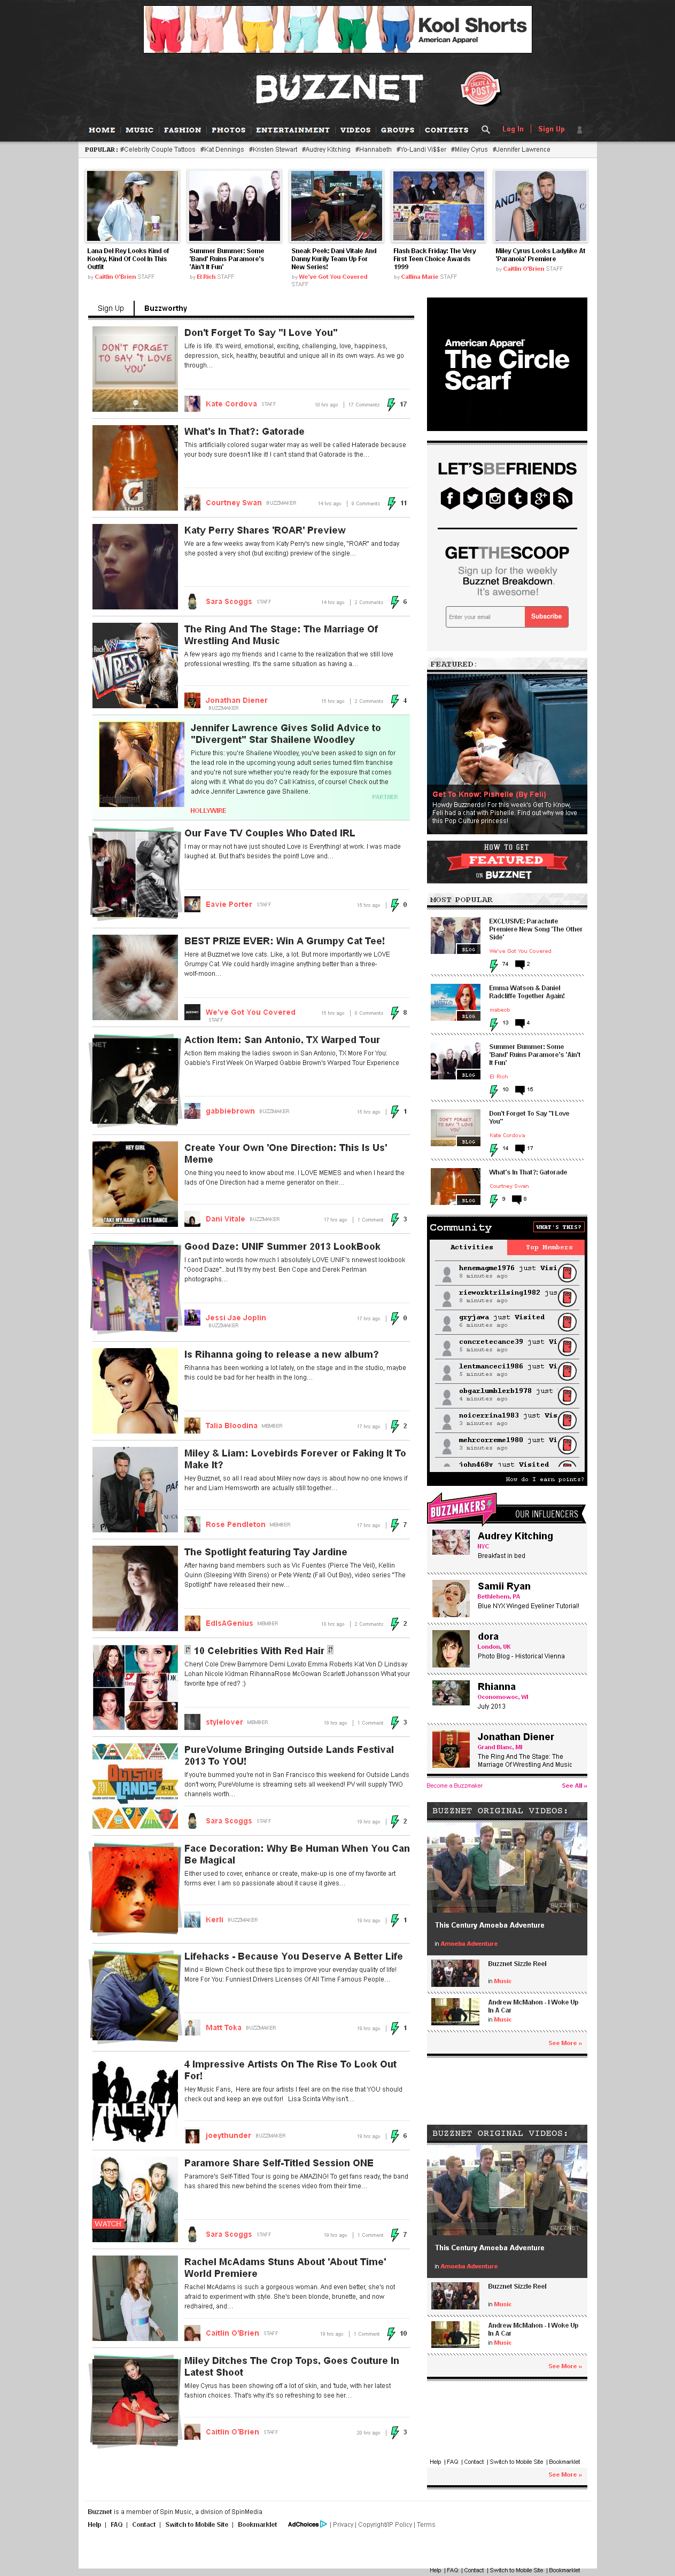 Kool Shorts
American Apparel
BUZZNET
CREATE A POST
HOME MUSIC FASHION PHOTOS ENTERTAINMENT VIDEOS GROUPS CONTESTS Log In | Sign Up
POPULAR: #Celebrity Couple Tattoos #Kat Dennings #Kristen Stewart #Audrey Kitching #Hannabeth #Yo-Landi Vi$$er #Miley Cyrus #Jennifer Lawrence
Lana Del Rey Looks Kind of Kooky, Kind Of Cool In This Outfit
by Caitlin O'Brien STAFF
Summer Bummer: Some 'Band' Ruins Paramore's 'Ain't It Fun'
by El Rich STAFF
Sneak Peek: Dani Vitale And Danny Kurily Team Up For New Series!
by We've Got You Covered STAFF
Flash Back Friday: The Very First Teen Choice Awards 1999
by Callina Marie STAFF
Miley Cyrus Looks Ladylike At 'Paranoia' Premiere
by Caitlin O'Brien STAFF
Sign Up Buzzworthy
DON'T FORGET TO SAY "I LOVE YOU"
Don't Forget To Say "I Love You"
Life is life. It's weird, emotional, exciting, challenging, love, happiness,
depression, sick, healthy, beautiful and unique all in its own ways. As we go
through...
Kate Cordova STAFF 10 hrs ago | 17 Comments 17
What's In That?: Gatorade
This artificially colored sugar water may as well be called Haterade because
your body sure doesn't like it! I can't stand that Gatorade is the...
Courtney Swan BUZZMAKER 14 hrs ago | 9 Comments 11
Katy Perry Shares 'ROAR' Preview
We are a few weeks away from Katy Perry's new single, "ROAR" and today
she posted a very shot (but exciting) preview of the single...
Sara Scoggs STAFF 14 hrs ago | 2 Comments 6
The Ring And The Stage: The Marriage Of
Wrestling And Music
A few years ago my friends and I came to the realization that we still love
professional wrestling. It's the same situation as having a...
Jonathan Diener BUZZMAKER 15 hrs ago | 2 Comments 4
Jennifer Lawrence Gives Solid Advice to
"Divergent" Star Shailene Woodley
Picture this: you're Shailene Woodley, you've been asked to sign on for
the lead role in the upcoming young adult series turned film franchise
and you're not sure whether you're ready for the exposure that comes
along with it. What do you do? Call Katniss, of course! Check out the
advice Jennifer Lawrence gave Shailene.
PARTNER
HOLLYWIRE
Our Fave TV Couples Who Dated IRL
I may or may not have just shouted Love is Everything! at work. I was made
laughed at. But that's besides the point! Love and...
Eavie Porter STAFF 15 hrs ago | 0
BEST PRIZE EVER: Win A Grumpy Cat Tee!
Here at Buzznet we love cats. Like, a lot. But more importantly we LOVE
Grumpy Cat. We could hardly imagine anything better than a three-
wolf-moon...
We've Got You Covered STAFF 15 hrs ago | 6 Comments 8
Action Item: San Antonio, TX Warped Tour
Action Item making the ladies swoon in San Antonio, TX More For You:
Gabbie's First Week On Warped Gabbie Brown's Warped Tour Experience
gabbiebrown BUZZMAKER 15 hrs ago | 1
HEY GIRL
TAKE MY HAND & LETS DANCE
Create Your Own 'One Direction: This Is Us'
Meme
One thing you need to know about me. I LOVE MEMES and when I heard the
lads of One Direction had a meme generator on their...
Dani Vitale BUZZMAKER 17 hrs ago | 1 Comment 3
Good Daze: UNIF Summer 2013 LookBook
I can't put into words how much I absolutely LOVE UNIF's nnewest lookbook
"Good Daze"...but I'll try my best. Ben Cope and Derek Perlman
photographs...
Jessi Jae Joplin BUZZMAKER 17 hrs ago | 0
Is Rihanna going to release a new album?
Rihanna has been working a lot lately, on the stage and in the studio, maybe
this could be bad for her health in the long...
Talia Bloodina MEMBER 17 hrs ago | 2
Miley & Liam: Lovebirds Forever or Faking It To
Make It?
Hey Buznet, so all I read about Miley now days is about how no one knows if
her and Liam Hemsworth are actually still together...
Rose Pendleton MEMBER 17 hrs ago | 7
The Spotlight featuring Tay Jardine
After having band members such as Vic Fuentes (Pierce The Veil), Kellin
Quinn (Sleeping With Sirens) or Pete Wentz (Fall Out Boy), video series "The
Spotlight" have released their new...
EdisAGenius MEMBER 18 hrs ago | 2 Comments 2
10 Celebrities With Red Hair
Cheryl Cole Drew Barrymore Demi Lovato Emma Roberts Kat Von D Lindsay
Lohan Nicole Kidman RihannaRose McGowan Scarlett Johansson What your
favorite type of red? :)
stylelover MEMBER 19 hrs ago | 1 Comment 3
OUTSIDE LANDS
PureVolume Bringing Outside Lands Festival
2013 To YOU!
If you're bummed you're not in San Francisco this weekend for Outside Lands
don't worry, PureVolume is streaming sets all weekend! PV will supply TWO
channels worth...
Sara Scoggs STAFF 19 hrs ago | 2
Face Decoration: Why Be Human When You Can
Be Magical
Either used to cover, enhance or create, make-up is one of my favorite art
forms ever. I am so passionate about it cause it gives...
Kerli BUZZMAKER 19 hrs ago | 1
Lifehacks - Because You Deserve A Better Life
Mind = Blown Check out these tips to improve your everyday quality of life!
More For You: Funniest Drivers Licenses Of All Time Famous People...
Matt Toka BUZZMAKER 19 hrs ago | 1
TALENT
4 Impressive Artists On The Rise To Look Out
For!
Hey Music Fans, Here are four artists I feel are on the rise that YOU should
check out and keep an eye out for! Lisa Scinta Why isn't...
joeythunder BUZZMAKER 19 hrs ago | 6
WATCH
Paramore Share Self-Titled Session ONE
Paramore's Self-Titled Tour is going be AMAZING! To get fans ready, the band
has shared this new behind the scenes video from their time...
Sara Scoggs STAFF 19 hrs ago | 1 Comment 7
Rachel McAdams Stuns About 'About Time'
World Premiere
Rachel McAdams is such a gorgeous woman. And even better, she's not
afraid to experiment with style. She's been blonde, brunette, and now
redhaired, and...
Caitlin O'Brien STAFF 19 hrs ago | 1 Comment 10
Miley Ditches The Crop Tops, Goes Couture In
Latest Shoot
Miley Cyrus has been showing off a lot of skin, and 'tude, with her latest
fashion choices. That's why it's so refreshing to see her...
Caitlin O'Brien STAFF 20 hrs ago | 3
American Apparel
The Circle
Scarf
LET'SBEFRIENDS
GETTHESCOOP
Sign up for the weekly
Buzznet Breakdown.
It's awesome!
Enter your email Subscribe
FEATURED:
Get To Know: Pishelle (By Feli)
Howdy Buzznerds! For this week's Get To Know,
Feli had a chat with Pishelle. Find out why we love
this Pop Culture princess!
HOW TO GET
FEATURED
ON BUZZNET
MOST POPULAR
EXCLUSIVE: Parachute
Premiere New Song 'The Other
Side'
We've Got You Covered
BLOG 74 2
Emma Watson & Daniel
Radcliffe Together Again!
mabecb
BLOG 13 4
Summer Bummer: Some
'Band' Ruins Paramore's 'Ain't
It Fun'
El Rich
BLOG 10 15
Don't Forget To Say "I Love
You"
Kate Cordova
BLOG 14 17
What's In That?: Gatorade
Courtney Swan
BLOG 9 8
Community WHAT'S THIS?
Activities Top Members
henemagme1976 just Visi
8 minutes ago
rieworktrilsing1982 jus
8 minutes ago
gzyjawa just Visited
6 minutes ago
concretecance39 just Vi
5 minutes ago
lentmanceci1986 just Vi
5 minutes ago
obgarlumblerb1978 just
4 minutes ago
noicerrina1983 just Vis
3 minutes ago
mehrcorreme1980 just Vi
3 minutes ago
john468y just Visited
How do I earn points?
BUZZMAKERS OUR INFLUENCERS
Audrey Kitching
NYC
Breakfast in bed
Samii Ryan
Bethlehem, PA
Blue NYX Winged Eyeliner Tutorial!
dora
London, UK
Photo Blog - Historical Vienna
Rhianna
Oconomowoc, WI
July 2013
Jonathan Diener
Grand Blanc, MI
The Ring And The Stage: The
Marriage Of Wrestling And Music
Become a Buzzmaker See All »
BUZZNET ORIGINAL VIDEOS:
This Century Amoeba Adventure
in Amoeba Adventure
Buzznet Sizzle Reel
in Music
Andrew McMahon - I Woke Up
In A Car
in Music
See More »
BUZZNET ORIGINAL VIDEOS:
This Century Amoeba Adventure
in Amoeba Adventure
Buzznet Sizzle Reel
in Music
Andrew McMahon - I Woke Up
In A Car
in Music
See More »
Help | FAQ | Contact | Switch to Mobile Site | Bookmarklet
See More »
Buzznet is a member of Spin Music, a division of SpinMedia
Help | FAQ | Contact | Switch to Mobile Site | Bookmarklet AdChoices | Privacy | Copyright/IP Policy | Terms
Help | FAQ | Contact | Switch to Mobile Site | Bookmarklet